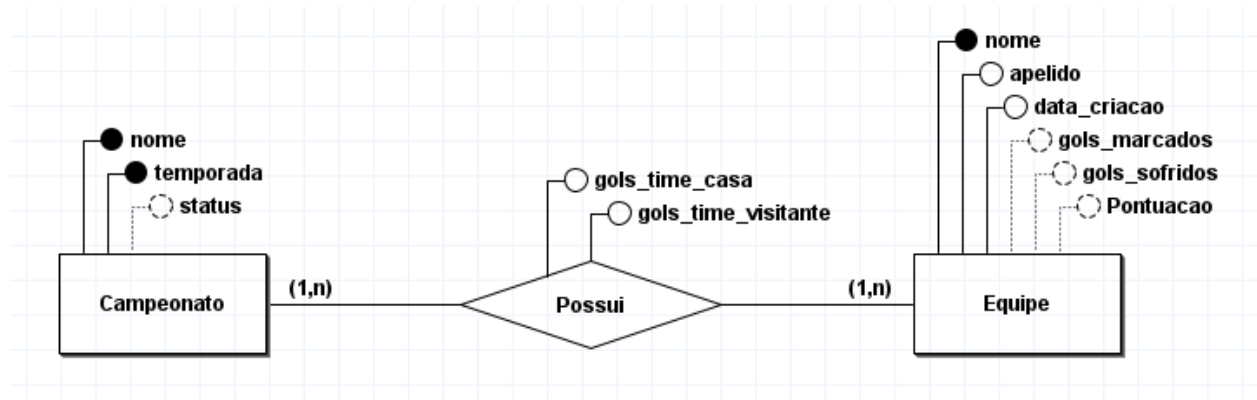 nome
temporada
status
Campeonato
(1,n)
gols_time_casa
gols_time_visitante
Possui
(1,n)
nome
apelido
data_criacao
gols_marcados
gols_sofridos
Pontuacao
Equipe